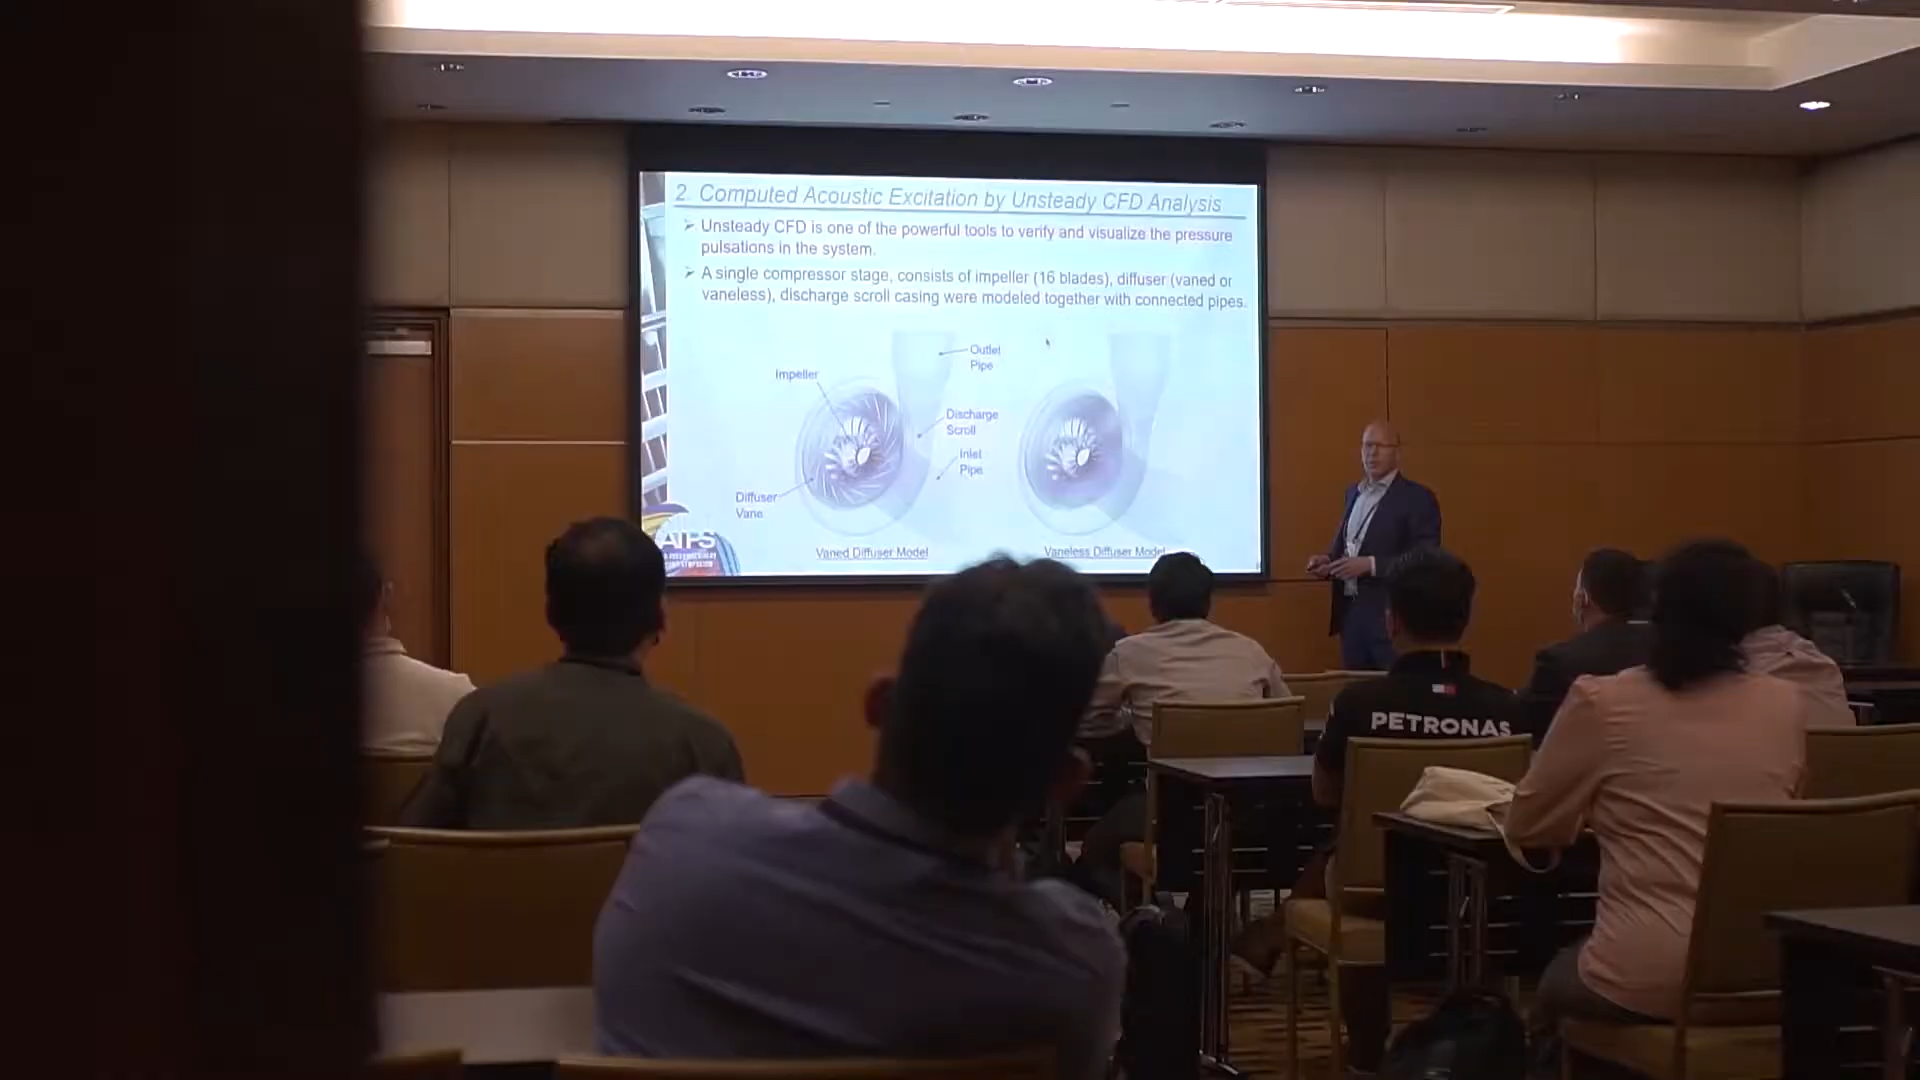 2. Computed Acoustic Excitation by Unsteady CFD Analysis
➢ Unsteady CFD is one of the powerful tools to verify and visualize the pressure
pulsations in the system.
➢ A single compressor stage, consists of impeller (16 blades), diffuser (vaned or
vaneless), discharge scroll casing were modeled together with connected pipes.
Outlet
Pipe
Impeller
Discharge
Scroll
Inlet
Pipe
Diffuser
Vane
Vaned Diffuser Model
Vaneless Diffuser Model
ATPS
PETRONAS